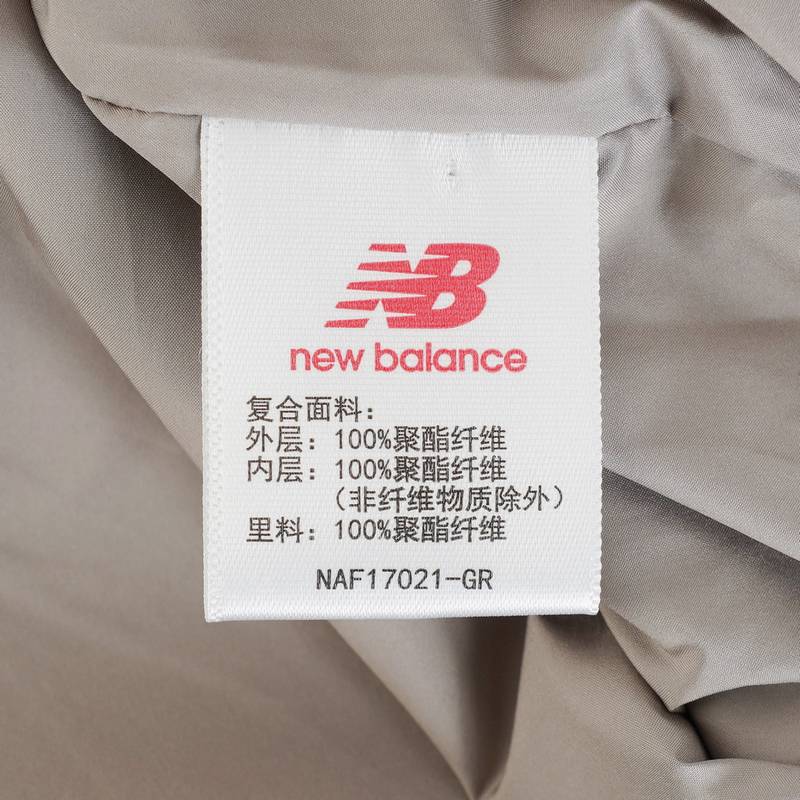 NB
new balance
复合面料：
外层：100%聚酯纤维
内层：100%聚酯纤维
（非纤维物质除外）
里料：100%聚酯纤维
NAF17021-GR